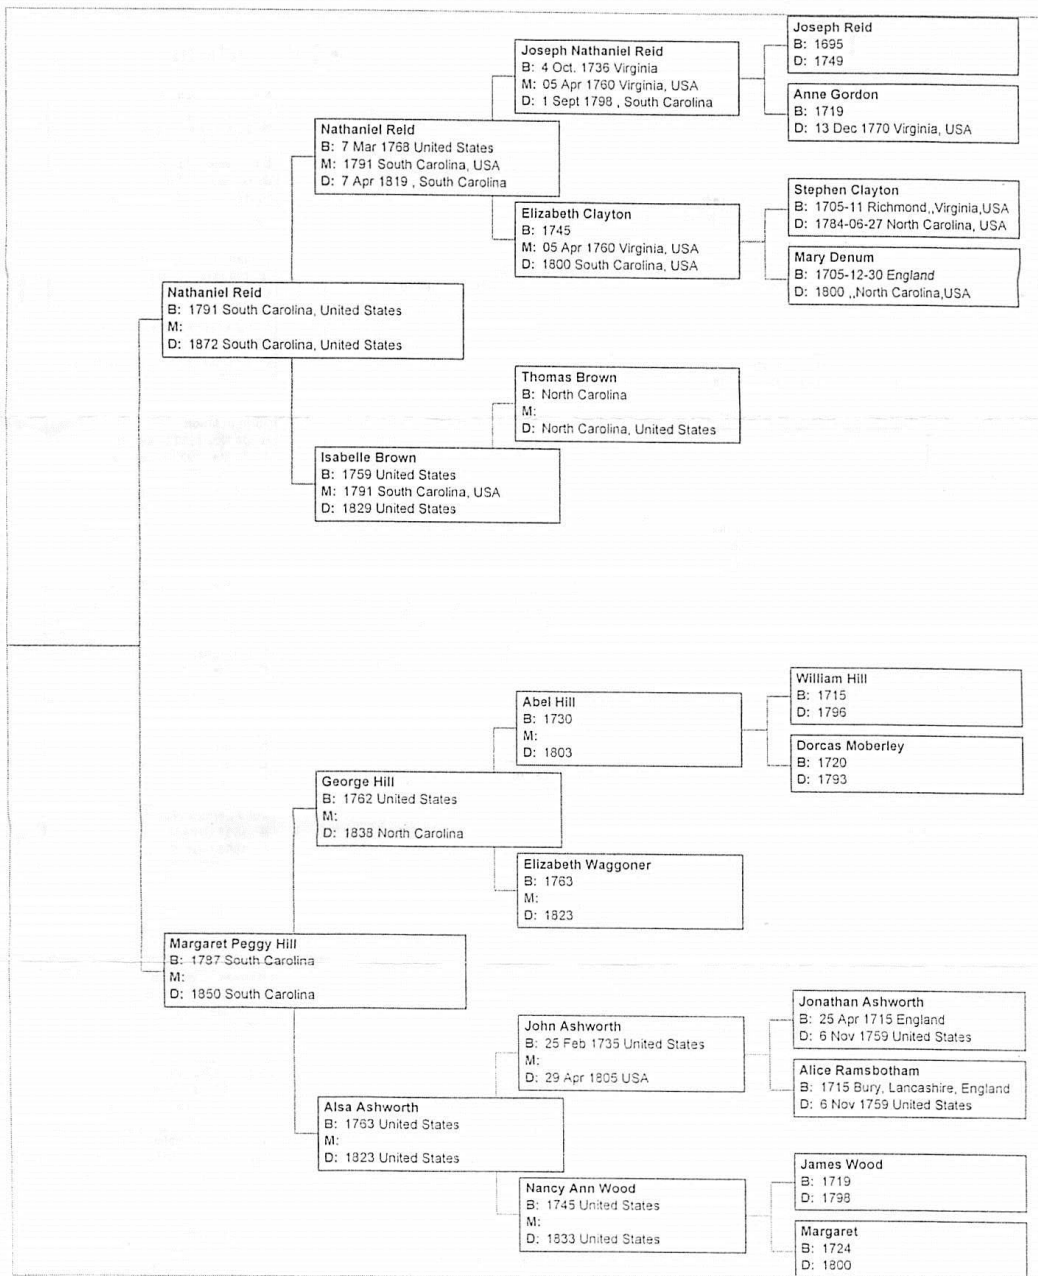 Joseph Reid
B: 1695
D: 1749
Joseph Nathaniel Reid
B: 4 Oct. 1736 Virginia
M: 05 Apr 1760 Virginia, USA
D: 1 Sept 1798 , South Carolina
Anne Gordon
B: 1719
D: 13 Dec 1770 Virginia, USA
Nathaniel Reid
B: 7 Mar 1768 United States
M: 1791 South Carolina, USA
D: 7 Apr 1819 , South Carolina
Stephen Clayton
B: 1705-11 Richmond,,Virginia,USA
D: 1784-06-27 North Carolina, USA
Elizabeth Clayton
B: 1745
M: 05 Apr 1760 Virginia, USA
D: 1800 South Carolina, USA
Mary Denum
B: 1705-12-30 England
D: 1800 ,,North Carolina,USA
Nathaniel Reid
B: 1791 South Carolina, United States
M:
D: 1872 South Carolina, United States
Thomas Brown
B: North Carolina
M:
D: North Carolina, United States
Isabelle Brown
B: 1759 United States
M: 1791 South Carolina, USA
D: 1829 United States
William Hill
B: 1715
D: 1796
Abel Hill
B: 1730
M:
D: 1803
Dorcas Moberley
B: 1720
D: 1793
George Hill
B: 1762 United States
M:
D: 1838 North Carolina
Elizabeth Waggoner
B: 1763
M:
D: 1823
Margaret Peggy Hill
B: 1787 South Carolina
M:
D: 1850 South Carolina
Jonathan Ashworth
B: 25 Apr 1715 England
D: 6 Nov 1759 United States
John Ashworth
B: 25 Feb 1735 United States
M:
D: 29 Apr 1805 USA
Alice Ramsbotham
B: 1715 Bury, Lancashire, England
D: 6 Nov 1759 United States
Alsa Ashworth
B: 1763 United States
M:
D: 1823 United States
James Wood
B: 1719
D: 1798
Nancy Ann Wood
B: 1745 United States
M:
D: 1833 United States
Margaret
B: 1724
D: 1800